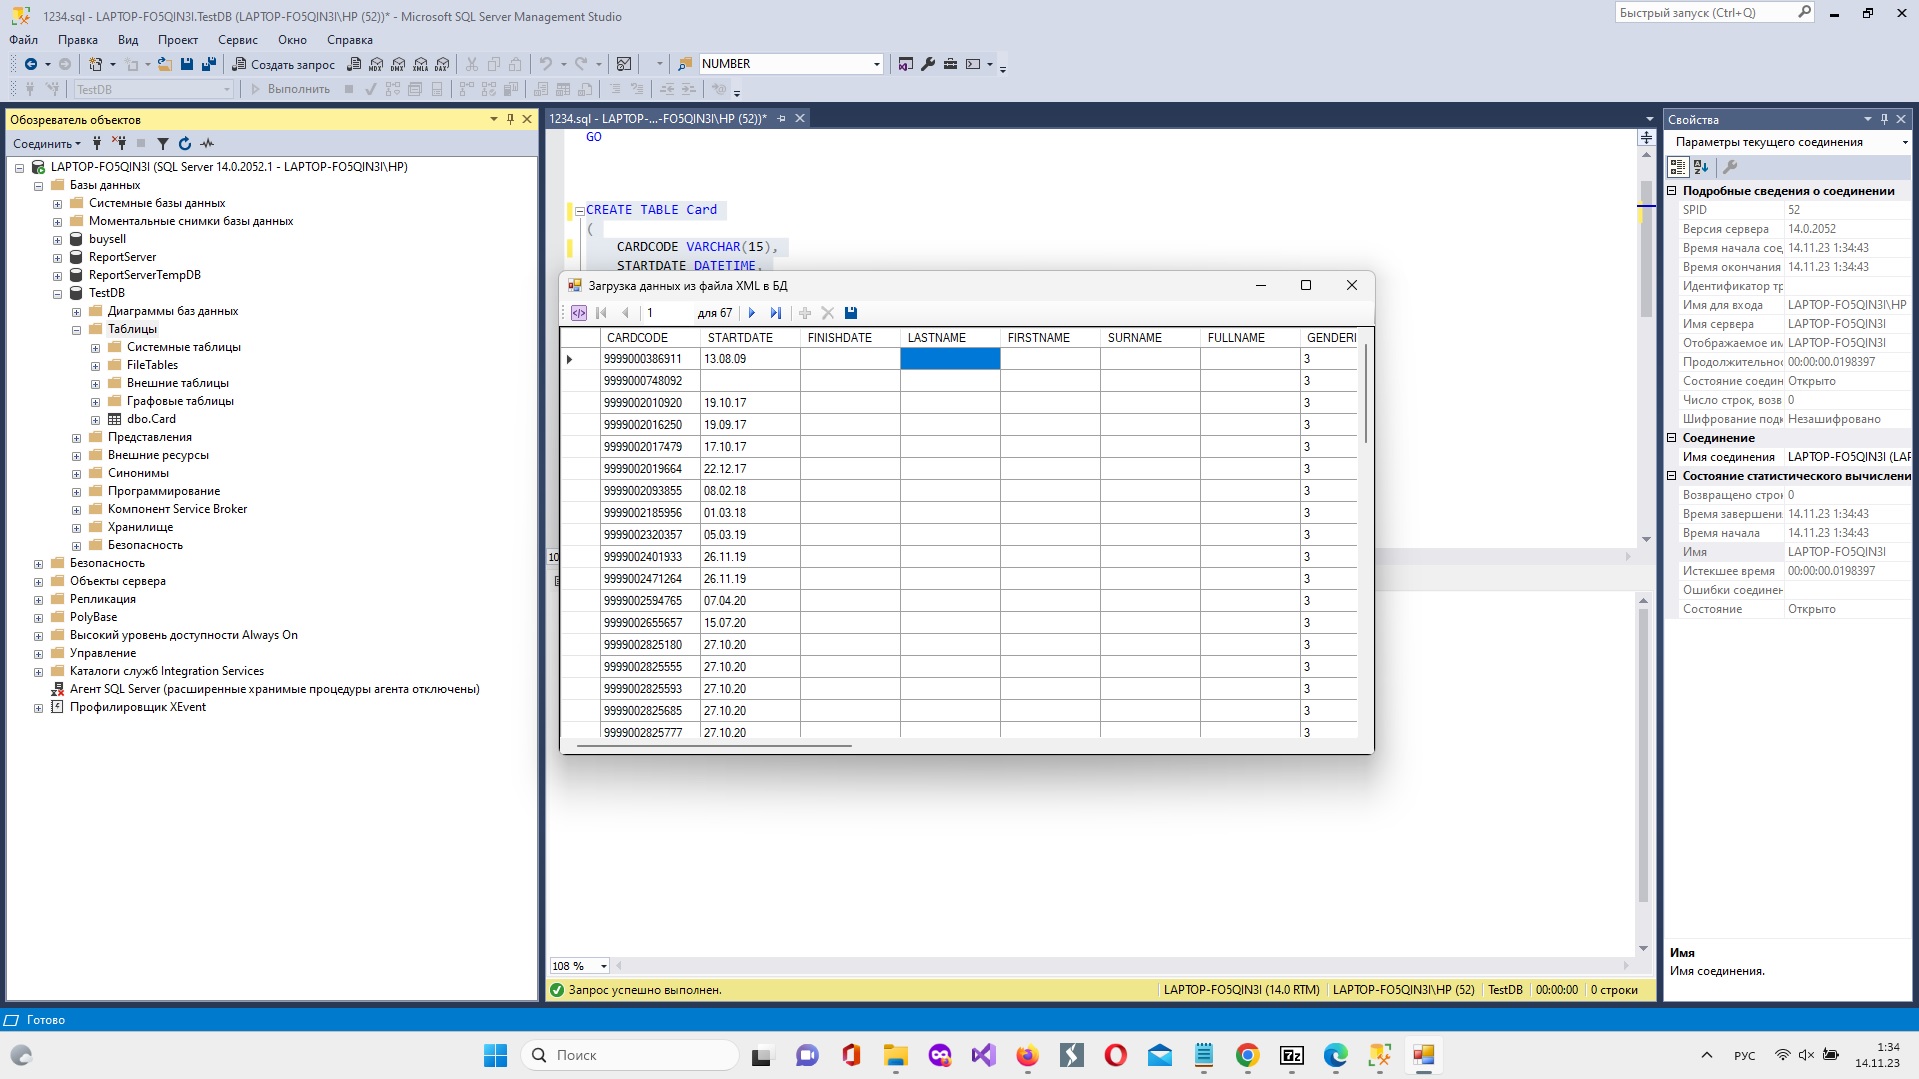 1234.sql - LAPTOP-FO5QIN3I.TestDB (LAPTOP-FO5QIN3I\HP (52))* - Microsoft SQL Server Management Studio
Быстрый запуск (Ctrl+Q)
Файл Правка Вид Проект Сервис Окно Справка
Создать запрос
NUMBER
TestDB
Выполнить
Обозреватель объектов
Соединить
LAPTOP-FO5QIN3I (SQL Server 14.0.2052.1 - LAPTOP-FO5QIN3I\HP)
Базы данных
Системные базы данных
Моментальные снимки базы данных
buysell
ReportServer
ReportServerTempDB
TestDB
Диаграммы баз данных
Таблицы
Системные таблицы
FileTables
Внешние таблицы
Графовые таблицы
dbo.Card
Представления
Внешние ресурсы
Синонимы
Программирование
Компонент Service Broker
Хранилище
Безопасность
Безопасность
Объекты сервера
Репликация
PolyBase
Высокий уровень доступности Always On
Управление
Каталоги служб Integration Services
Агент SQL Server (расширенные хранимые процедуры агента отключены)
Профилировщик XEvent
1234.sql - LAPTOP-...-FO5QIN3I\HP (52))*
GO
CREATE TABLE Card
(
CARDCODE VARCHAR(15),
STARTDATE DATETIME,
Загрузка данных из файла XML в БД
1 для 67
CARDCODE STARTDATE FINISHDATE LASTNAME FIRSTNAME SURNAME FULLNAME GENDERI
9999000386911 13.08.09 3
9999000748092 3
9999002010920 19.10.17 3
9999002016250 19.09.17 3
9999002017479 17.10.17 3
9999002019664 22.12.17 3
9999002093855 08.02.18 3
9999002185956 01.03.18 3
9999002320357 05.03.19 3
9999002401933 26.11.19 3
9999002471264 26.11.19 3
9999002594765 07.04.20 3
9999002655657 15.07.20 3
9999002825180 27.10.20 3
9999002825555 27.10.20 3
9999002825593 27.10.20 3
9999002825685 27.10.20 3
9999002825777 27.10.20 3
10
108 %
Запрос успешно выполнен.
LAPTOP-FO5QIN3I (14.0 RTM) LAPTOP-FO5QIN3I\HP (52) TestDB 00:00:00 0 строки
Свойства
Параметры текущего соединения
Подробные сведения о соединении
SPID 52
Версия сервера 14.0.2052
Время начала сое, 14.11.23 1:34:43
Время окончания 14.11.23 1:34:43
Идентификатор тр
Имя для входа LAPTOP-FO5QIN3I\HP
Имя сервера LAPTOP-FO5QIN3I
Отображаемое им LAPTOP-FO5QIN3I
Продолжительнос 00:00:00.0198397
Состояние соедин Открыто
Число строк, возв 0
Шифрование подк Незашифровано
Соединение
Имя соединения LAPTOP-FO5QIN3I (LAP
Состояние статистического вычислени
Возвращено строк 0
Время завершени 14.11.23 1:34:43
Время начала 14.11.23 1:34:43
Имя LAPTOP-FO5QIN3I
Истекшее время 00:00:00.0198397
Ошибки соединен
Состояние Открыто
Имя
Имя соединения.
Готово
Поиск
РУС
1:34
14.11.23